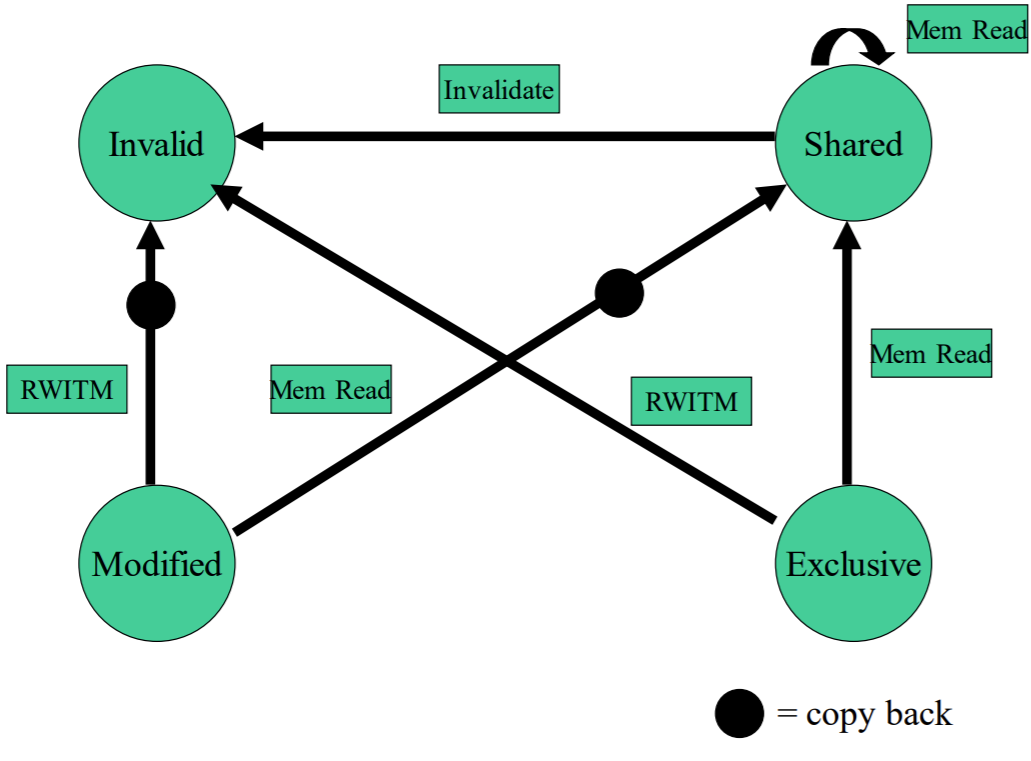 Mem Read
Invalidate
Invalid
Shared
Mem Read
RWITM
Mem Read
RWITM
Modified
Exclusive
= copy back